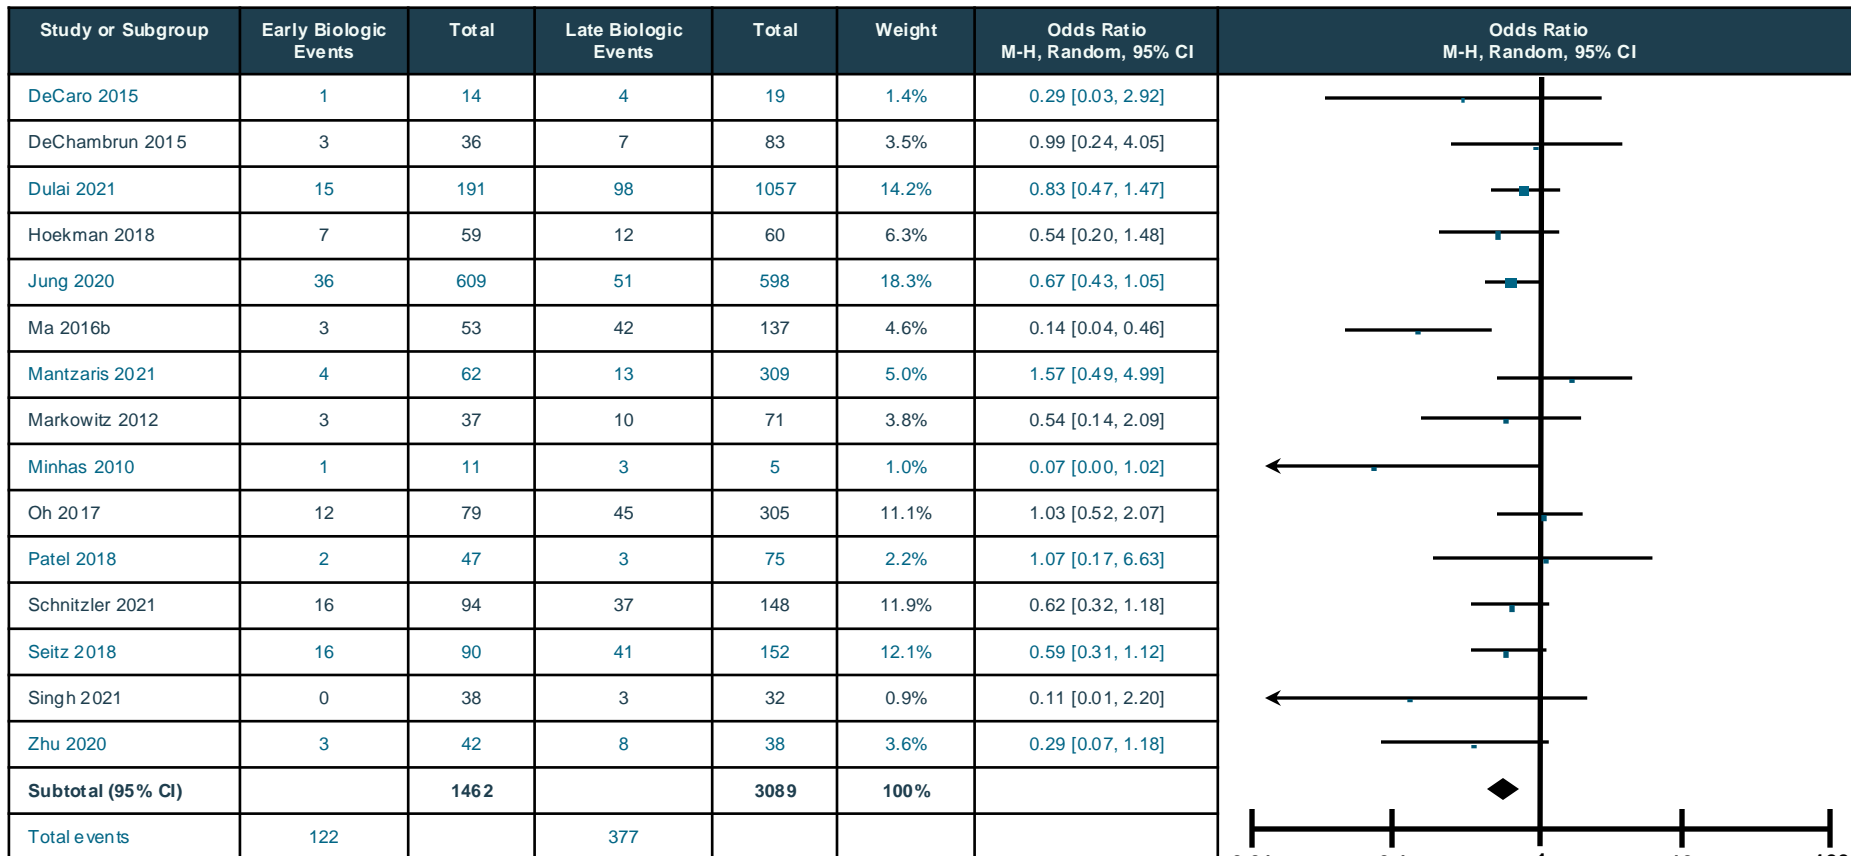 Study or Subgroup Early Biologic Events Total Late Biologic Events Total Weight Odds Ratio M-H, Random, 95% CI Odds Ratio M-H, Random, 95% CI
DeCaro 2015 1 14 4 19 1.4% 0.29 [0.03, 2.92]
DeChambrun 2015 3 36 7 83 3.5% 0.99 [0.24, 4.05]
Dulai 2021 15 191 98 1057 14.2% 0.83 [0.47, 1.47]
Hoekman 2018 7 59 12 60 6.3% 0.54 [0.20, 1.48]
Jung 2020 36 609 51 598 18.3% 0.67 [0.43, 1.05]
Ma 2016b 3 53 42 137 4.6% 0.14 [0.04, 0.46]
Mantzaris 2021 4 62 13 309 5.0% 1.57 [0.49, 4.99]
Markowitz 2012 3 37 10 71 3.8% 0.54 [0.14, 2.09]
Minhas 2010 1 11 3 5 1.0% 0.07 [0.00, 1.02]
Oh 2017 12 79 45 305 11.1% 1.03 [0.52, 2.07]
Patel 2018 2 47 3 75 2.2% 1.07 [0.17, 6.63]
Schnitzler 2021 16 94 37 148 11.9% 0.62 [0.32, 1.18]
Seitz 2018 16 90 41 152 12.1% 0.59 [0.31, 1.12]
Singh 2021 0 38 3 32 0.9% 0.11 [0.01, 2.20]
Zhu 2020 3 42 8 38 3.6% 0.29 [0.07, 1.18]
Subtotal (95% CI) 1462 3089 100%
Total events 122 377